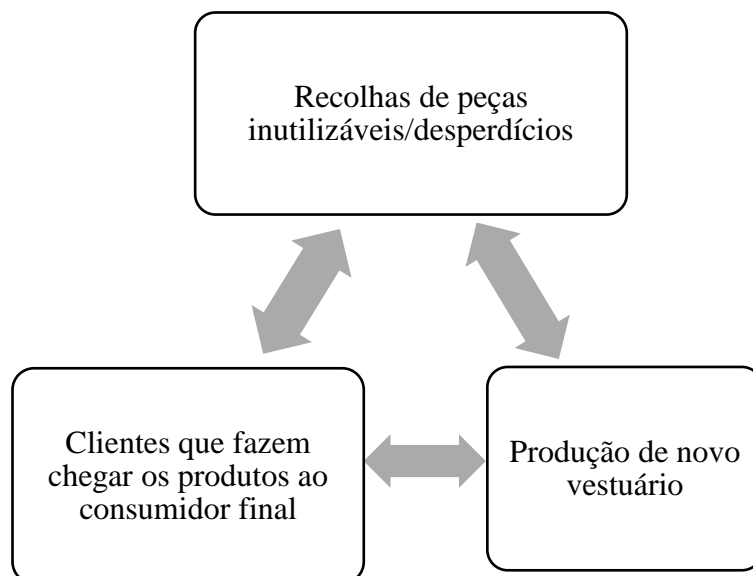 Recolhas de peças
inutilizáveis/desperdícios
Clientes que fazem
chegar os produtos ao
consumidor final
Produção de novo
vestuário